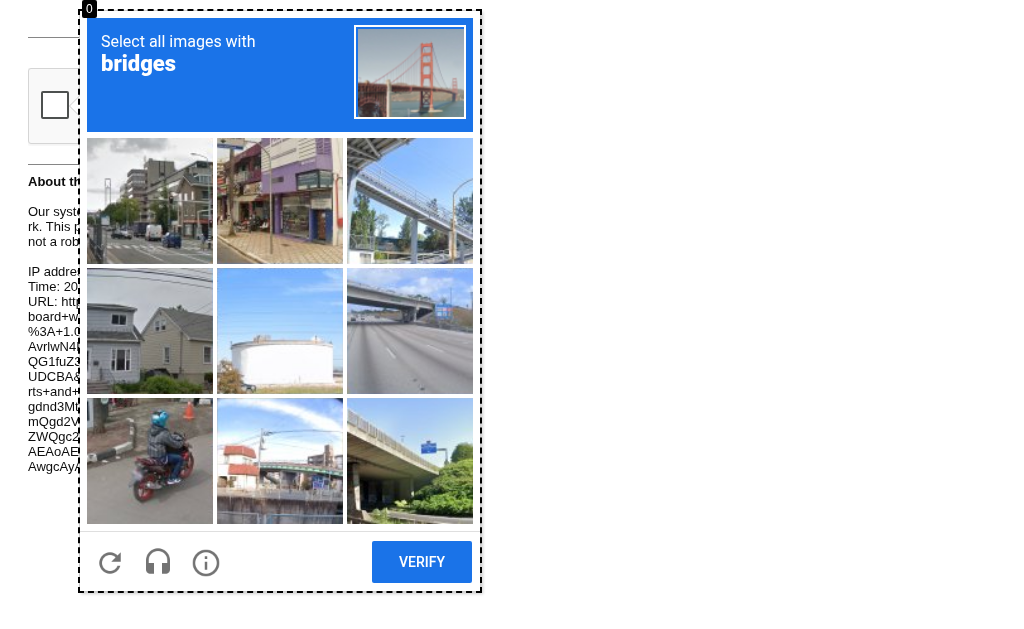 0
Select all images with
bridges
About th
Our syst
rk. This p
not a rob
IP addre
Time: 20
URL: http
board+w
%3A+1.0
AvrlwN4
QG1fuZ3
UDCBA&
rts+and+
gdnd3M
mQgd2V
ZWQgc2
AEAoAE
AwgcAy
VERIFY